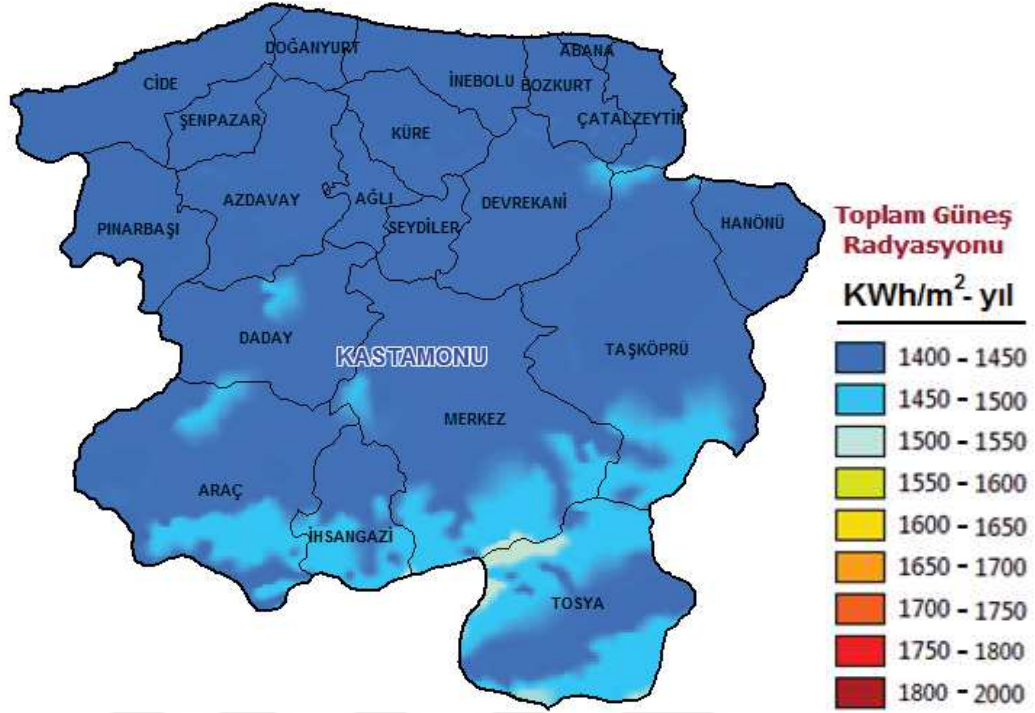 DOĞANYURT
ABANA
CİDE
İNEBOLU
BOZKURT
ŞENPAZAR
ÇATALZEYTİN
KÜRE
AZDAVAY
AĞLI
DEVREKANİ
PINARBAŞI
SEYDİLER
HANÖNÜ
DADAY
KASTAMONU
TAŞKÖPRÜ
MERKEZ
ARAÇ
İHSANGAZİ
TOSYA
Toplam Güneş
Radyasyonu
KWh/m²- yıl
1400 - 1450
1450 - 1500
1500 - 1550
1550 - 1600
1600 - 1650
1650 - 1700
1700 - 1750
1750 - 1800
1800 - 2000